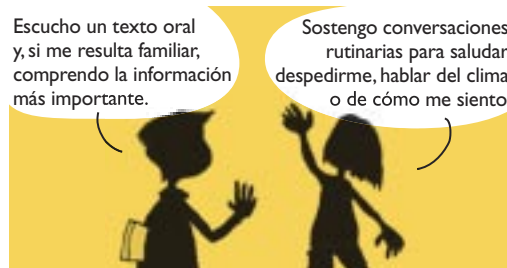 Escucho un texto oral
y, si me resulta familiar,
comprendo la información
más importante.
Sostengo conversaciones
rutinarias para saludar
despedirme, hablar del clima
o de cómo me siento